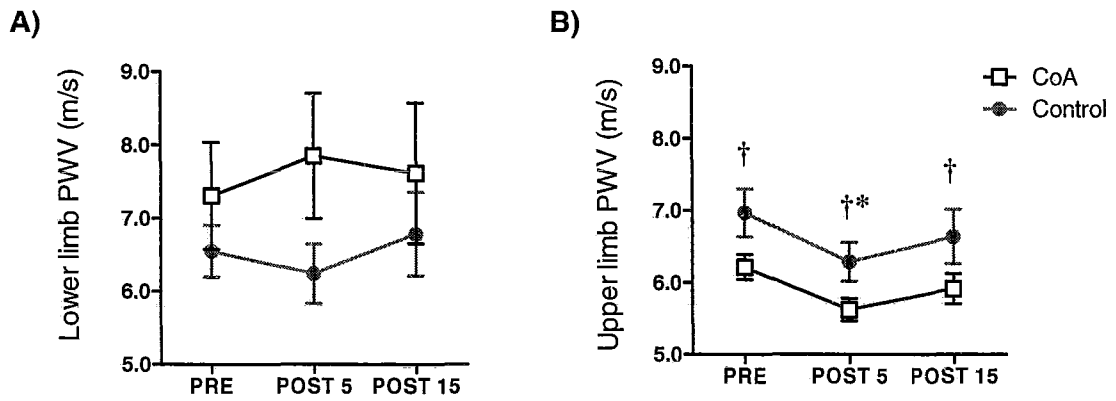 A)
Lower limb PWV (m/s)
9.0
8.0
7.0
6.0
5.0
PRE POST 5 POST 15
B)
Upper limb PWV (m/s)
9.0
8.0
7.0
6.0
5.0
† †* †
PRE POST 5 POST 15
CoA
Control